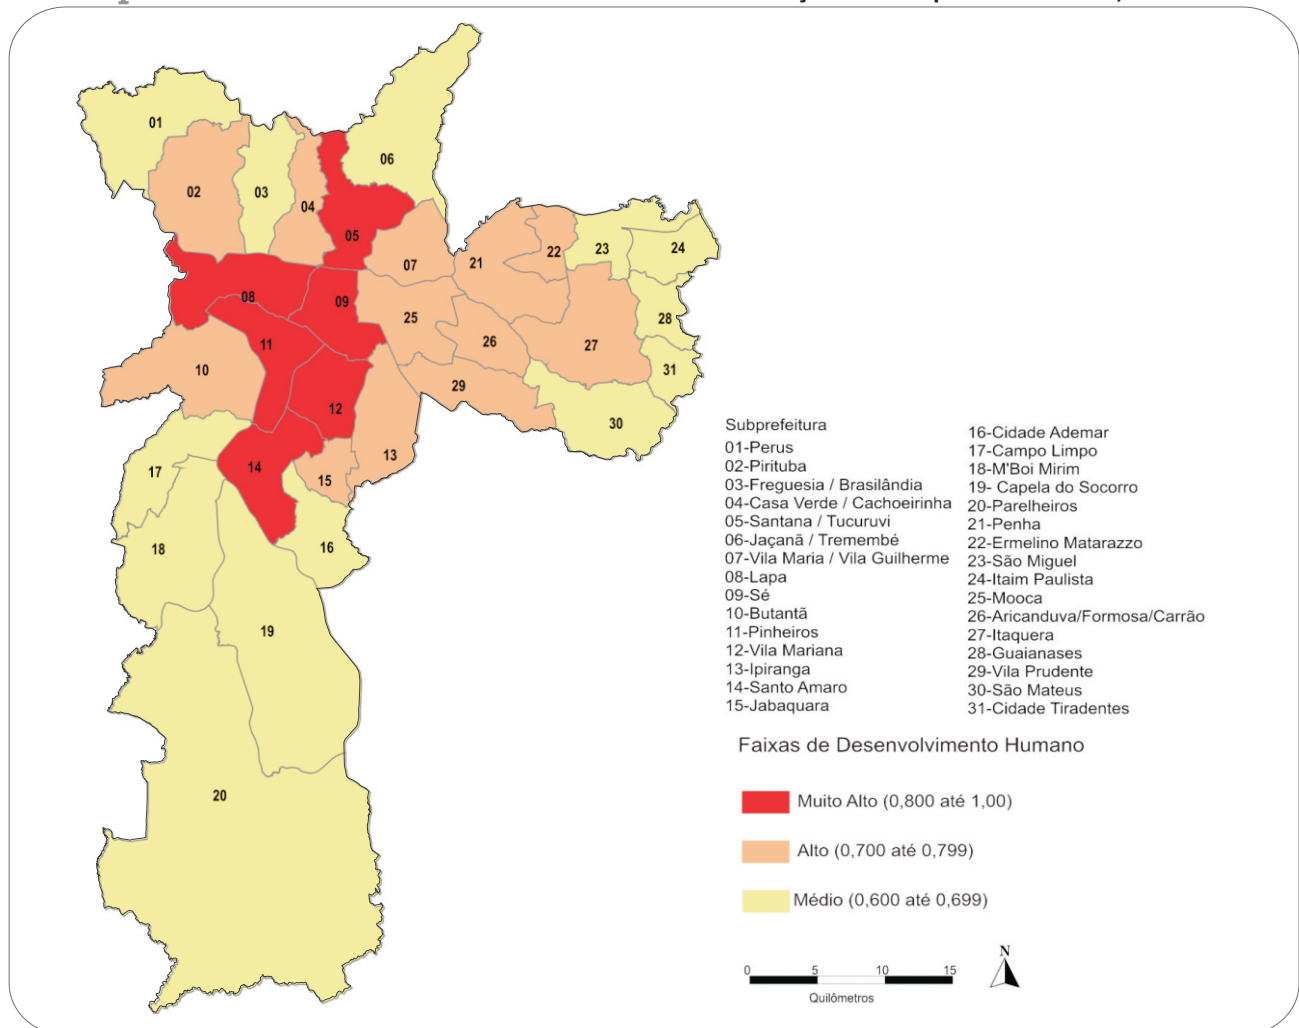 01
06
02
03
04
05
07
21
22
23
24
08
09
25
28
11
26
27
10
31
29
12
30
13
14
17
15
16
18
19
20
Subprefeitura
01-Perus
02-Pirituba
03-Freguesia / Brasilândia
04-Casa Verde / Cachoeirinha
05-Santana / Tucuruvi
06-Jaçanã / Tremembé
07-Vila Maria / Vila Guilherme
08-Lapa
09-Sé
10-Butantã
11-Pinheiros
12-Vila Mariana
13-Ipiranga
14-Santo Amaro
15-Jabaquara
16-Cidade Ademar
17-Campo Limpo
18-M'Boi Mirim
19- Capela do Socorro
20-Parelheiros
21-Penha
22-Ermelino Matarazzo
23-São Miguel
24-Itaim Paulista
25-Mooca
26-Aricanduva/Formosa/Carrão
27-Itaquera
28-Guaianases
29-Vila Prudente
30-São Mateus
31-Cidade Tiradentes
Faixas de Desenvolvimento Humano
Muito Alto (0,800 até 1,00)
Alto (0,700 até 0,799)
Médio (0,600 até 0,699)
0 5 10 15
Quilômetros
N